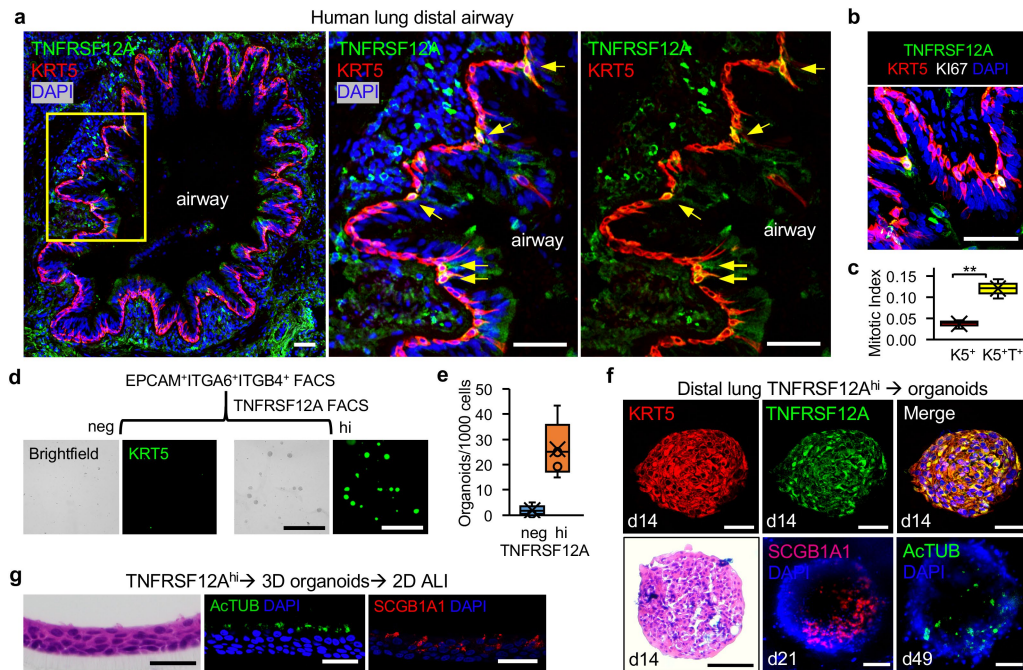 a
Human lung distal airway
TNFRSF12A
KRT5
DAPI
airway
TNFRSF12A
KRT5
DAPI
airway
TNFRSF12A
KRT5
airway
b
TNFRSF12A
KRT5 KI67 DAPI
c
Mitotic Index
0.15
0.10
0.05
0.00
**
K5⁺ K5⁺T⁺
d
EPCAM⁺ITGA6⁺ITGB4⁺ FACS
TNFRSF12A FACS
neg
hi
Brightfield
KRT5
e
Organoids/1000 cells
50
40
30
20
10
0
neg hi
TNFRSF12A
f
Distal lung TNFRSF12Aʰⁱ → organoids
KRT5
d14
TNFRSF12A
d14
Merge
d14
d14
SCGB1A1
DAPI
d21
AcTUB
DAPI
d49
g
TNFRSF12Aʰⁱ→ 3D organoids→ 2D ALI
AcTUB DAPI
SCGB1A1 DAPI